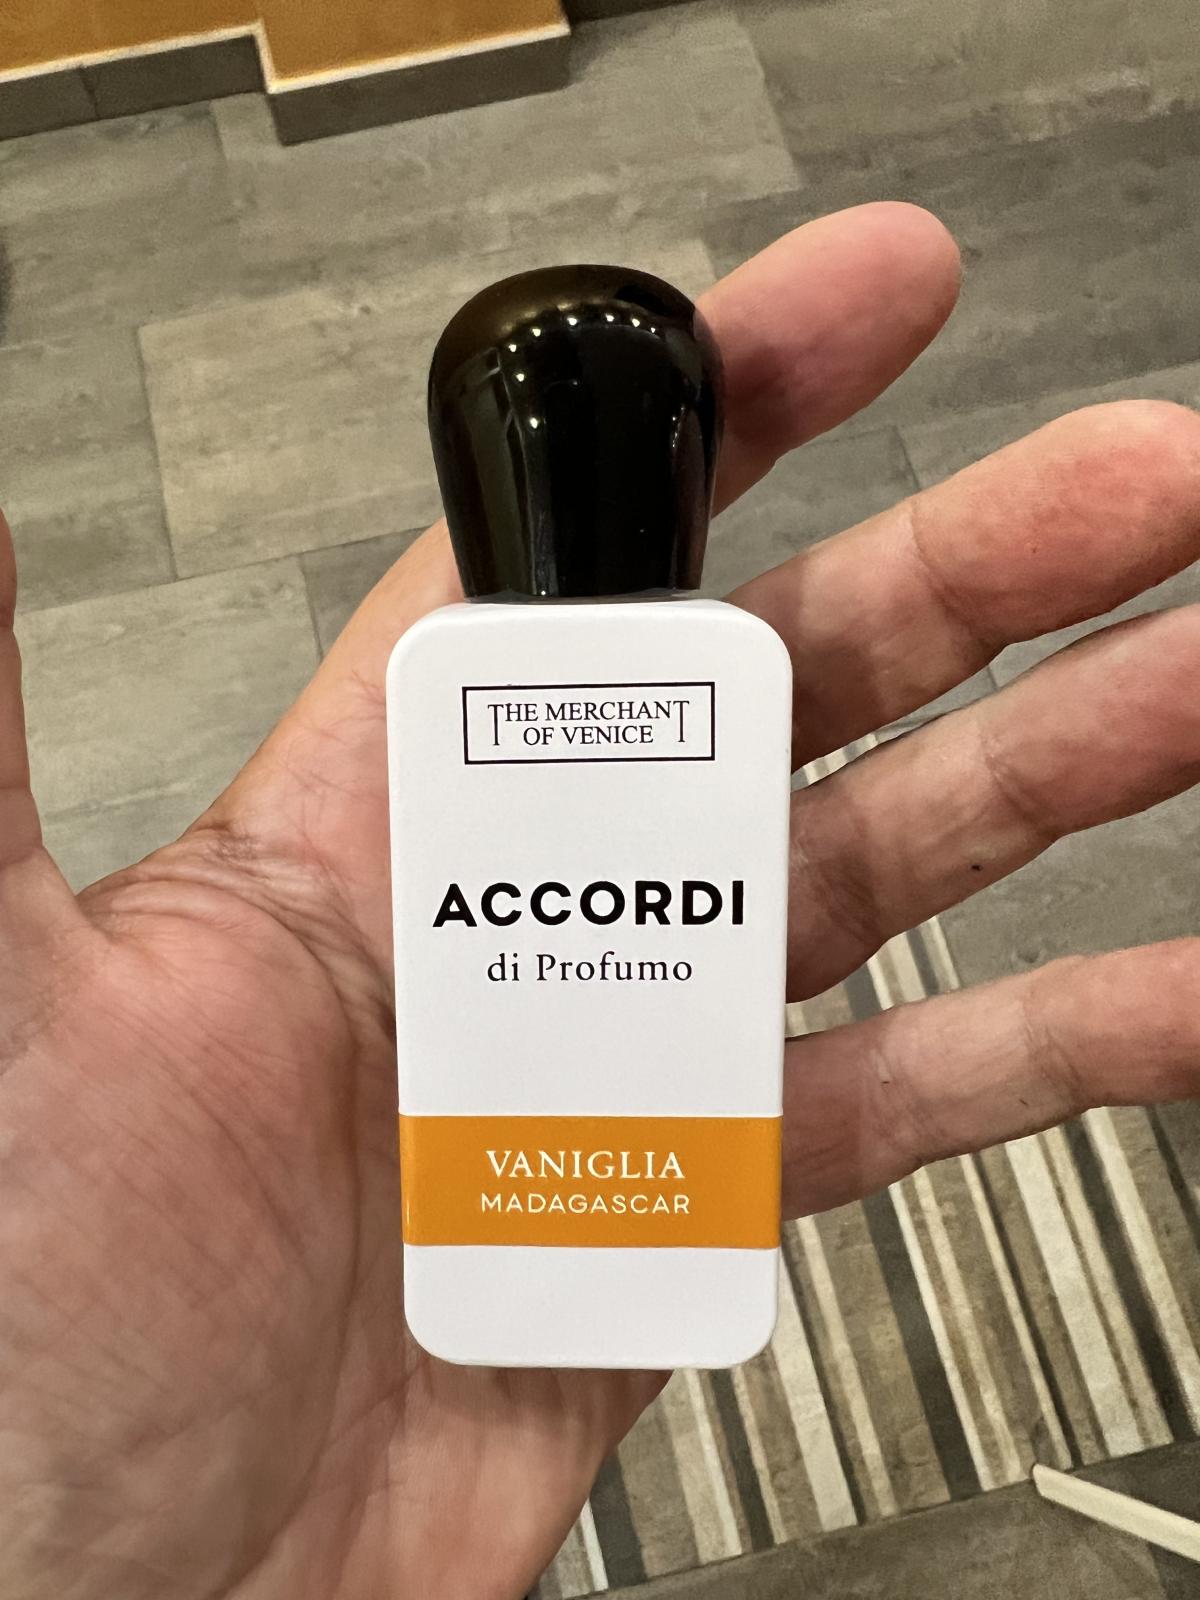 THE MERCHANT
OF VENICE
ACCORDI
di Profumo
VANIGLIA
MADAGASCAR